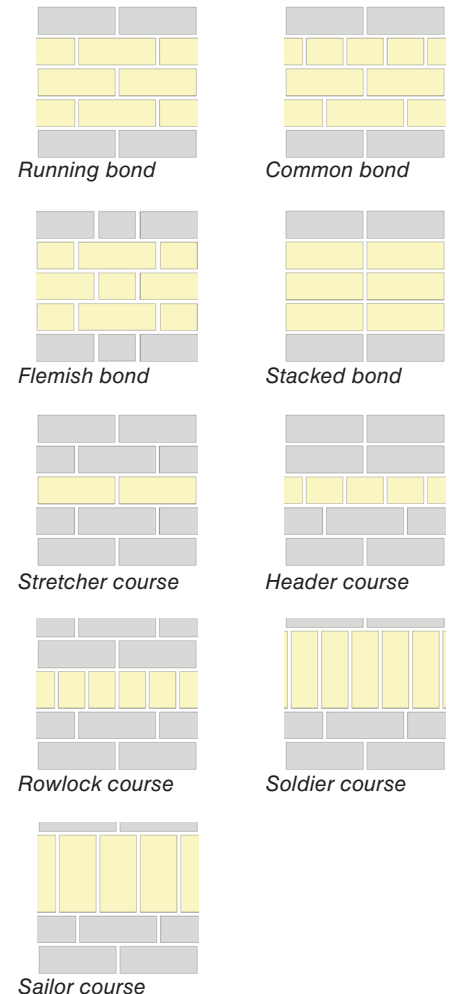 Running bond
Common bond
Flemish bond
Stacked bond
Stretcher course
Header course
Rowlock course
Soldier course
Sailor course